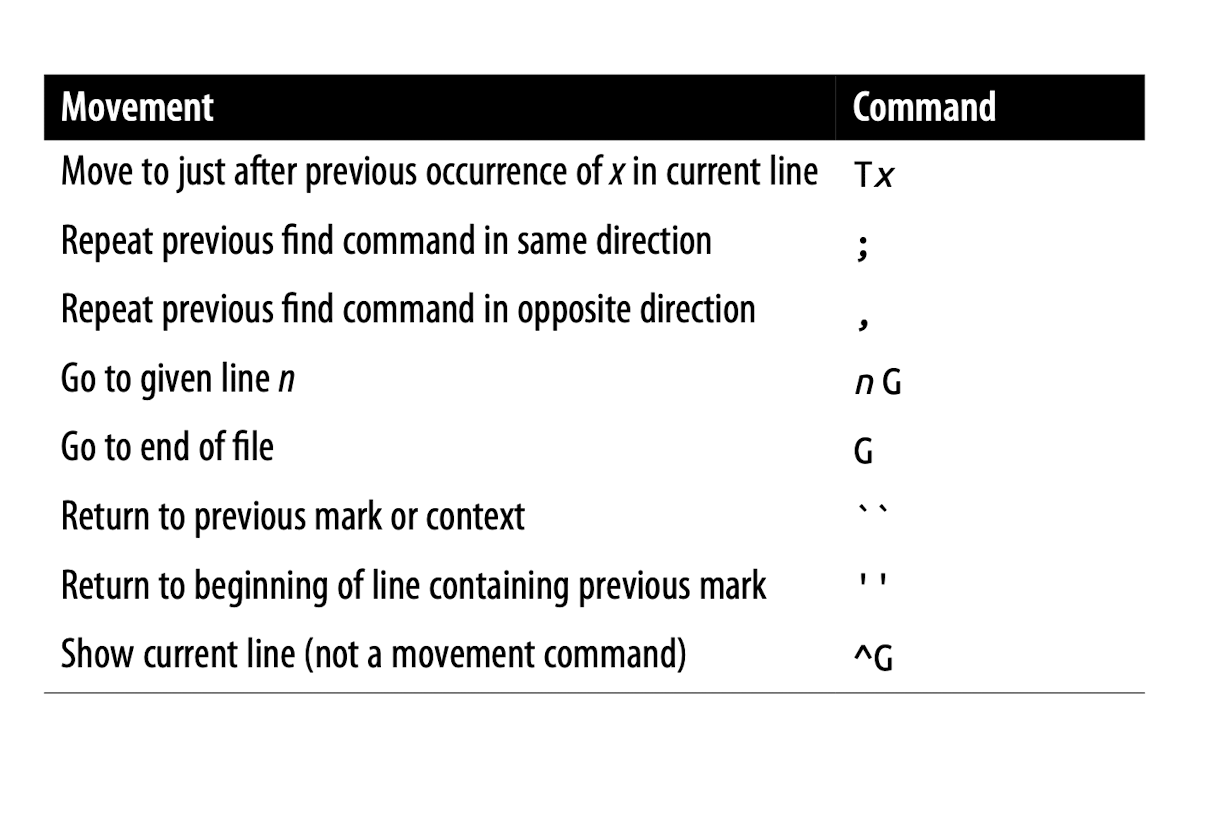 Movement Command
Move to just after previous occurrence of x in current line Tx
Repeat previous find command in same direction ;
Repeat previous find command in opposite direction ,
Go to given line n nG
Go to end of file G
Return to previous mark or context ``
Return to beginning of line containing previous mark ''
Show current line (not a movement command) ^G